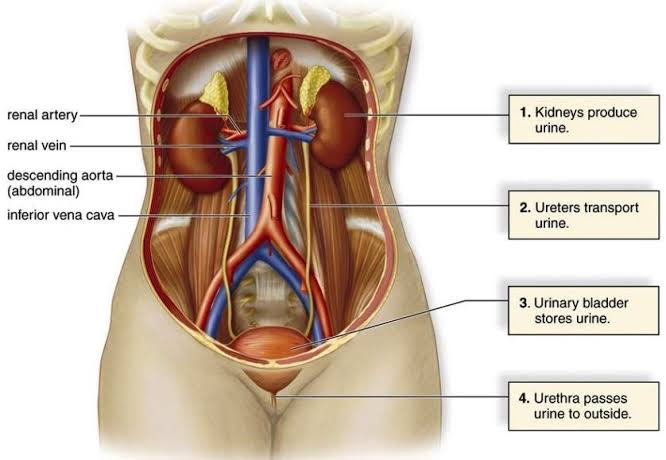 renal artery
renal vein
descending aorta
(abdominal)
inferior vena cava
1. Kidneys produce
urine.
2. Ureters transport
urine.
3. Urinary bladder
stores urine.
4. Urethra passes
urine to outside.